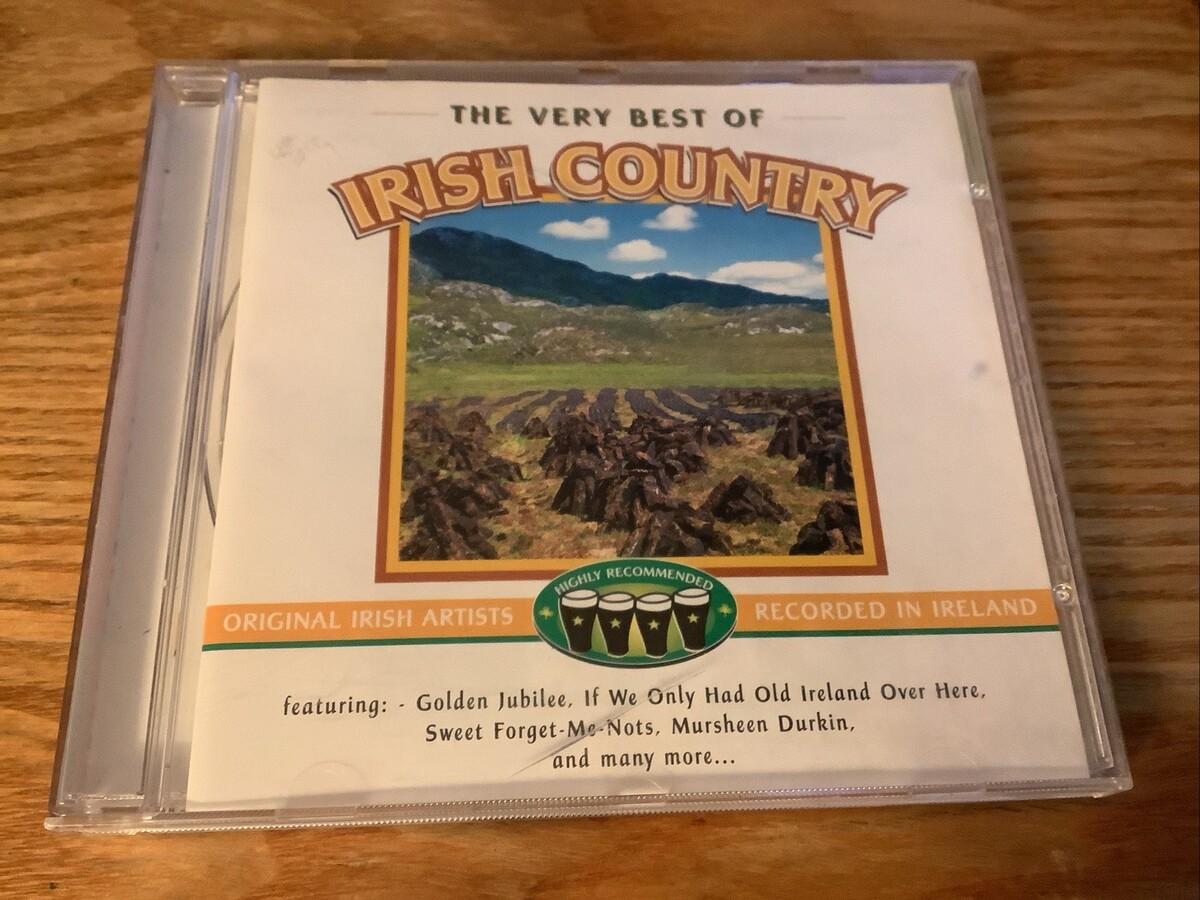 THE VERY BEST OF
IRISH COUNTRY
HIGHLY RECOMMENDED
ORIGINAL IRISH ARTISTS
RECORDED IN IRELAND
featuring: - Golden Jubilee, If We Only Had Old Ireland Over Here,
Sweet Forget-Me-Nots, Mursheen Durkin,
and many more...